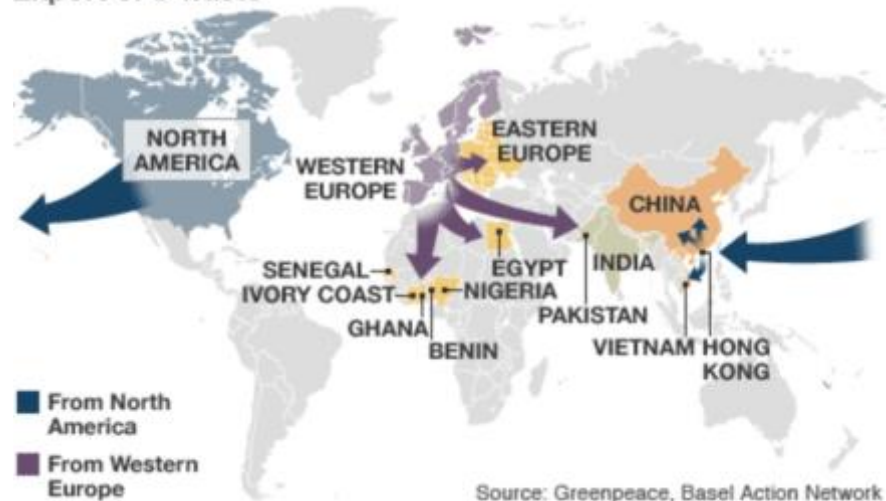 NORTH
AMERICA
WESTERN
EUROPE
EASTERN
EUROPE
CHINA
SENEGAL
IVORY COAST
GHANA
BENIN
NIGERIA
EGYPT
INDIA
PAKISTAN
VIETNAM
HONG
KONG
From North
America
From Western
Europe
Source: Greenpeace, Basel Action Network